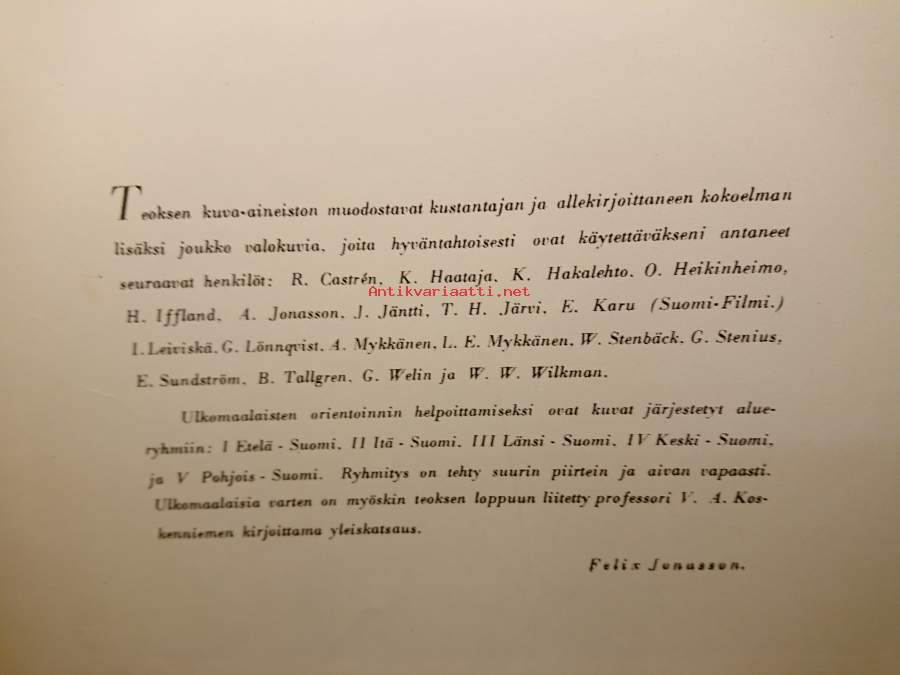 Teoksen kuva-aineiston muodostavat kustantajan ja allekirjoittaneen kokoelman
lisäksi joukko valokuvia, joita hyväntahtoisesti ovat käytettäväkseni antaneet
seuraavat henkilöt: R. Castrén, K. Haataja, K. Hakalehto, O. Heikinheimo,
Antikvariaatti.net
H. Iffland, A. Jonasson, J. Jäntti, T. H. Järvi, E. Karu (Suomi-Filmi.)
I. Leiviskä, G. Lönnqvist, A. Mykkänen, L. E. Mykkänen, W. Stenbäck, G. Stenius,
E. Sundström, B. Tallgren, G. Welin ja W. W. Wilkman.
Ulkomaalaisten orientoinnin helpoittamiseksi ovat kuvat järjestetyt alue-
ryhmiin: I Etelä - Suomi, II Itä - Suomi, III Länsi - Suomi, IV Keski - Suomi,
ja V Pohjois - Suomi. Ryhmitys on tehty suurin piirtein ja aivan vapaasti.
Ulkomaalaisia varten on myöskin teoksen loppuun liitetty professori V. A. Kos-
kenniemen kirjoittama yleiskatsaus.
Felix Jonasson.